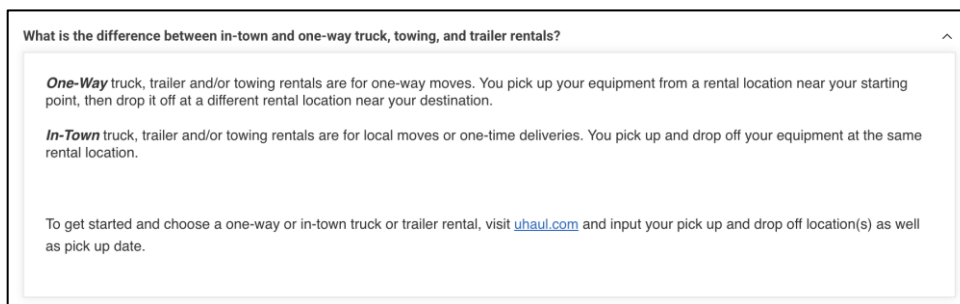 What is the difference between in-town and one-way truck, towing, and trailer rentals?
One-Way truck, trailer and/or towing rentals are for one-way moves. You pick up your equipment from a rental location near your starting
point, then drop it off at a different rental location near your destination.
In-Town truck, trailer and/or towing rentals are for local moves or one-time deliveries. You pick up and drop off your equipment at the same
rental location.
To get started and choose a one-way or in-town truck or trailer rental, visit uhaul.com and input your pick up and drop off location(s) as well
as pick up date.